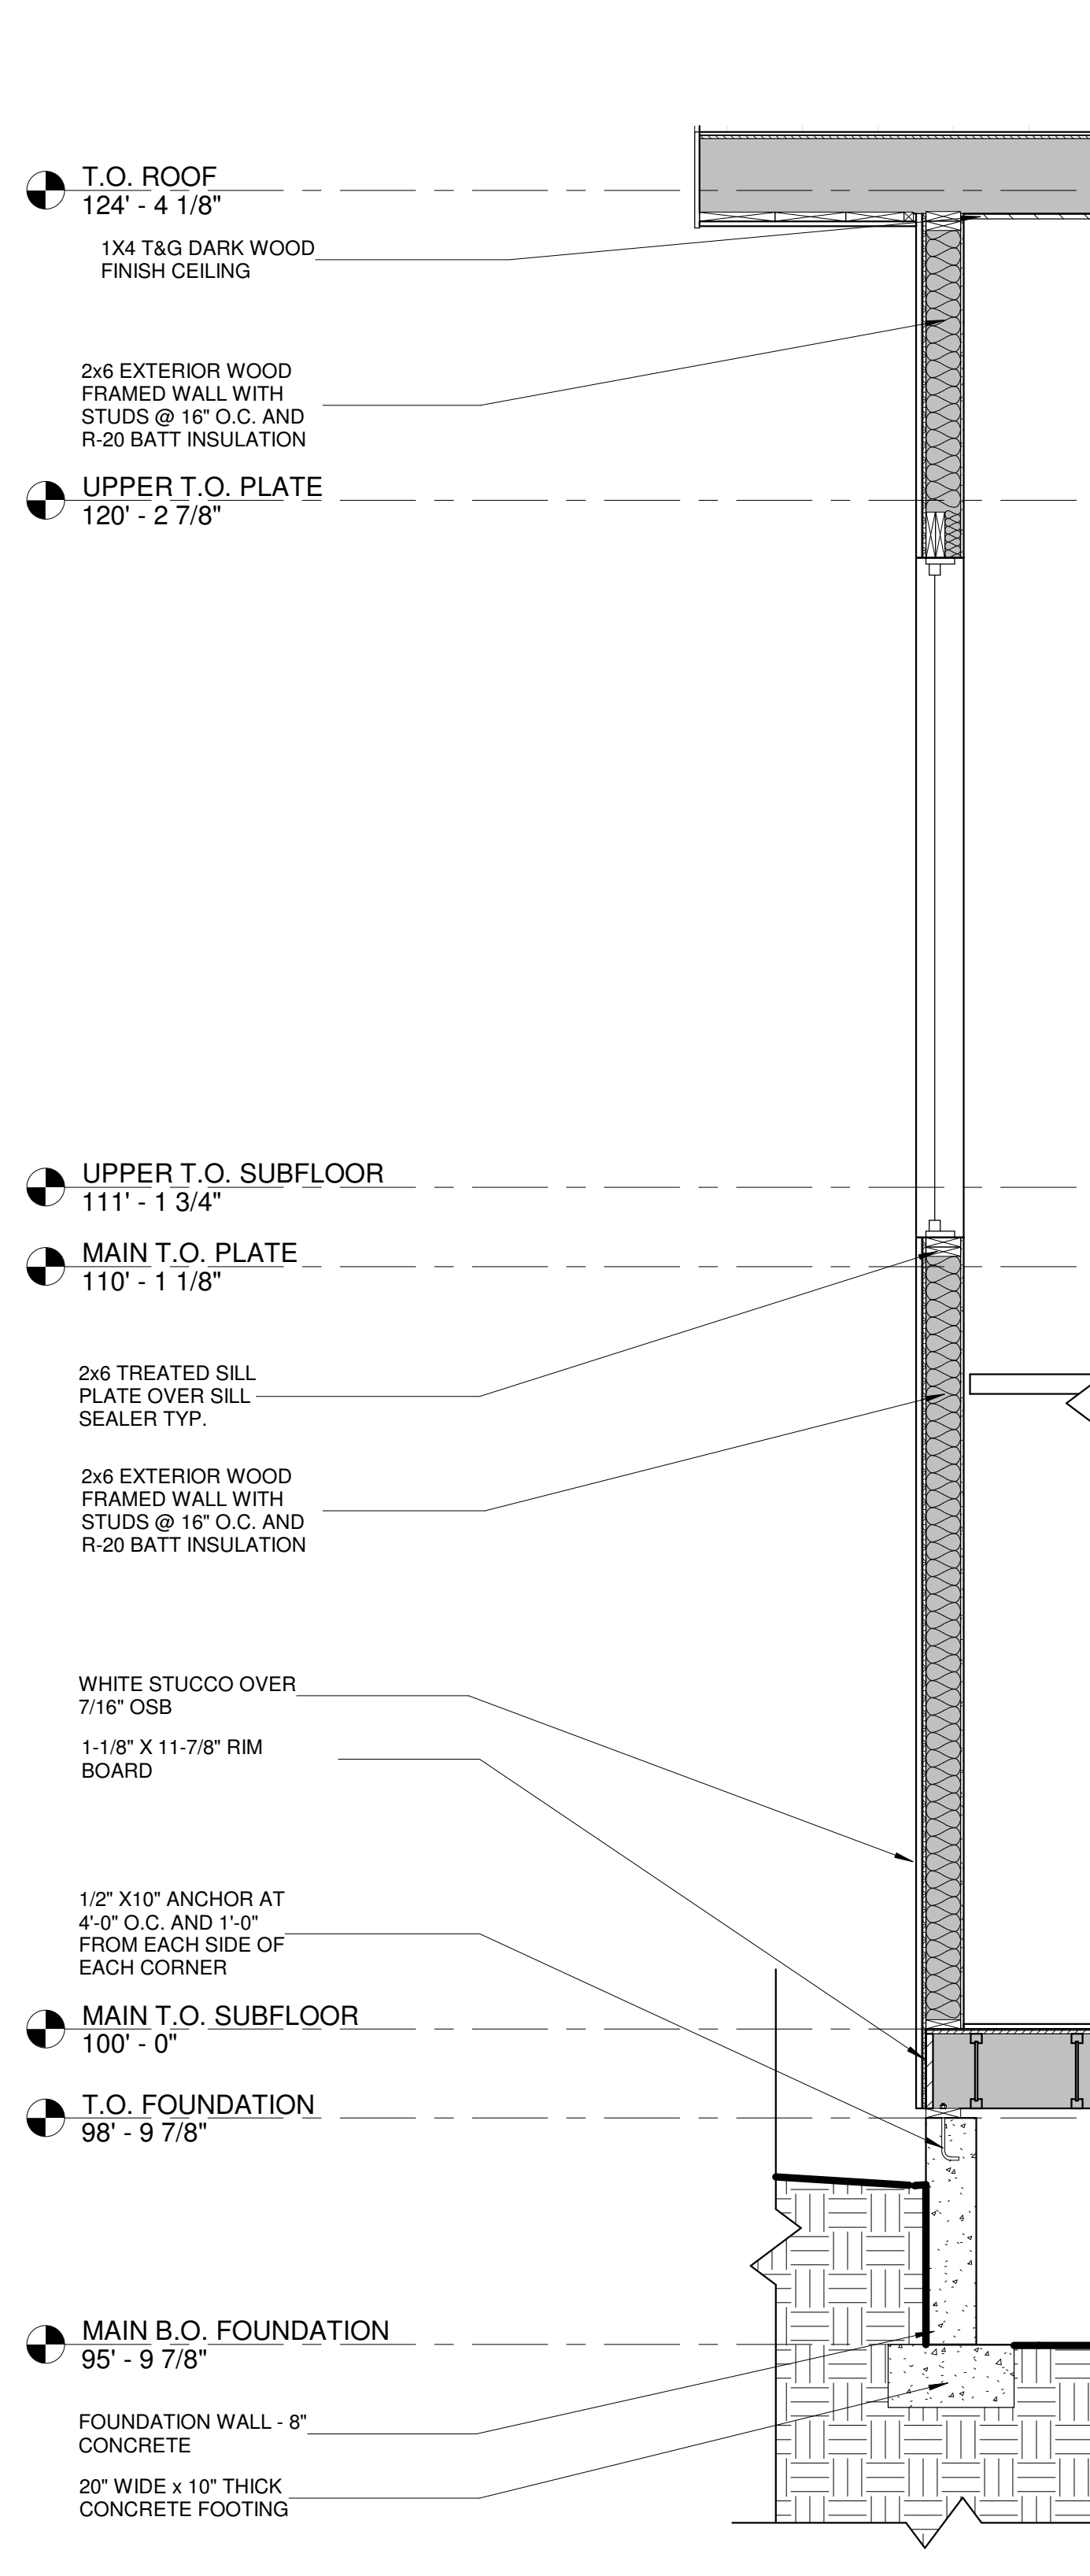 T.O. ROOF
124' - 4 1/8"
1X4 T&G DARK WOOD
FINISH CEILING
2x6 EXTERIOR WOOD
FRAMED WALL WITH
STUDS @ 16" O.C. AND
R-20 BATT INSULATION
UPPER T.O. PLATE
120' - 2 7/8"
UPPER T.O. SUBFLOOR
111' - 1 3/4"
MAIN T.O. PLATE
110' - 1 1/8"
2x6 TREATED SILL
PLATE OVER SILL
SEALER TYP.
2x6 EXTERIOR WOOD
FRAMED WALL WITH
STUDS @ 16" O.C. AND
R-20 BATT INSULATION
WHITE STUCCO OVER
7/16" OSB
1-1/8" X 11-7/8" RIM
BOARD
1/2" X10" ANCHOR AT
4'-0" O.C. AND 1'-0"
FROM EACH SIDE OF
EACH CORNER
MAIN T.O. SUBFLOOR
100' - 0"
T.O. FOUNDATION
98' - 9 7/8"
MAIN B.O. FOUNDATION
95' - 9 7/8"
FOUNDATION WALL - 8"
CONCRETE
20" WIDE x 10" THICK
CONCRETE FOOTING